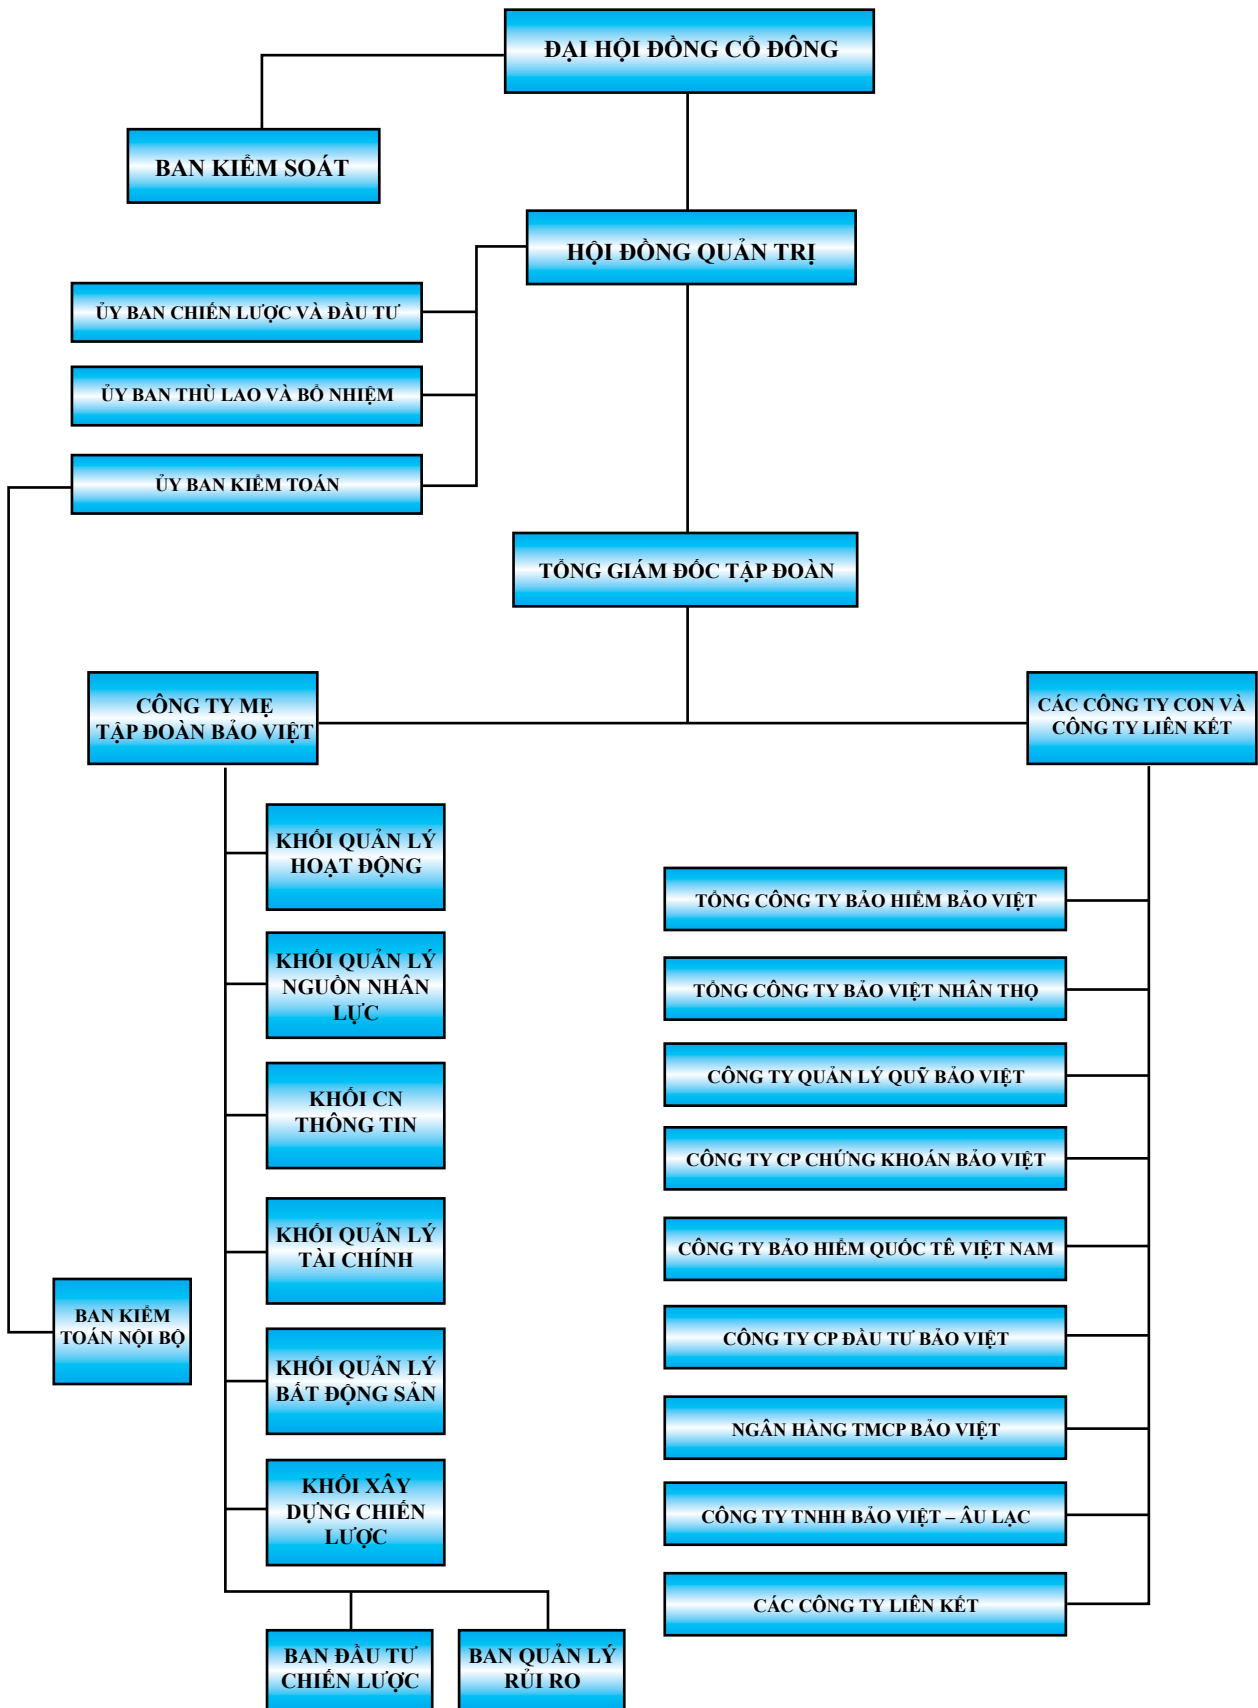 ĐẠI HỘI ĐỒNG CỔ ĐÔNG
BAN KIỂM SOÁT
HỘI ĐỒNG QUẢN TRỊ
ỦY BAN CHIẾN LƯỢC VÀ ĐẦU TƯ
ỦY BAN THÙ LAO VÀ BỔ NHIỆM
ỦY BAN KIỂM TOÁN
TỔNG GIÁM ĐỐC TẬP ĐOÀN
CÔNG TY MẸ
TẬP ĐOÀN BẢO VIỆT
CÁC CÔNG TY CON VÀ
CÔNG TY LIÊN KẾT
KHỐI QUẢN LÝ
HOẠT ĐỘNG
KHỐI QUẢN LÝ
NGUỒN NHÂN
LỰC
KHỐI CN
THÔNG TIN
KHỐI QUẢN LÝ
TÀI CHÍNH
KHỐI QUẢN LÝ
BẤT ĐỘNG SẢN
KHỐI XÂY
DỰNG CHIẾN
LƯỢC
BAN KIỂM
TOÁN NỘI BỘ
BAN ĐẦU TƯ
CHIẾN LƯỢC
BAN QUẢN LÝ
RỦI RO
TỔNG CÔNG TY BẢO HIỂM BẢO VIỆT
TỔNG CÔNG TY BẢO VIỆT NHÂN THỌ
CÔNG TY QUẢN LÝ QUỸ BẢO VIỆT
CÔNG TY CP CHỨNG KHOÁN BẢO VIỆT
CÔNG TY BẢO HIỂM QUỐC TÊ VIỆT NAM
CÔNG TY CP ĐẦU TƯ BẢO VIỆT
NGÂN HÀNG TMCP BẢO VIỆT
CÔNG TY TNHH BẢO VIỆT – ÂU LẠC
CÁC CÔNG TY LIÊN KẾT